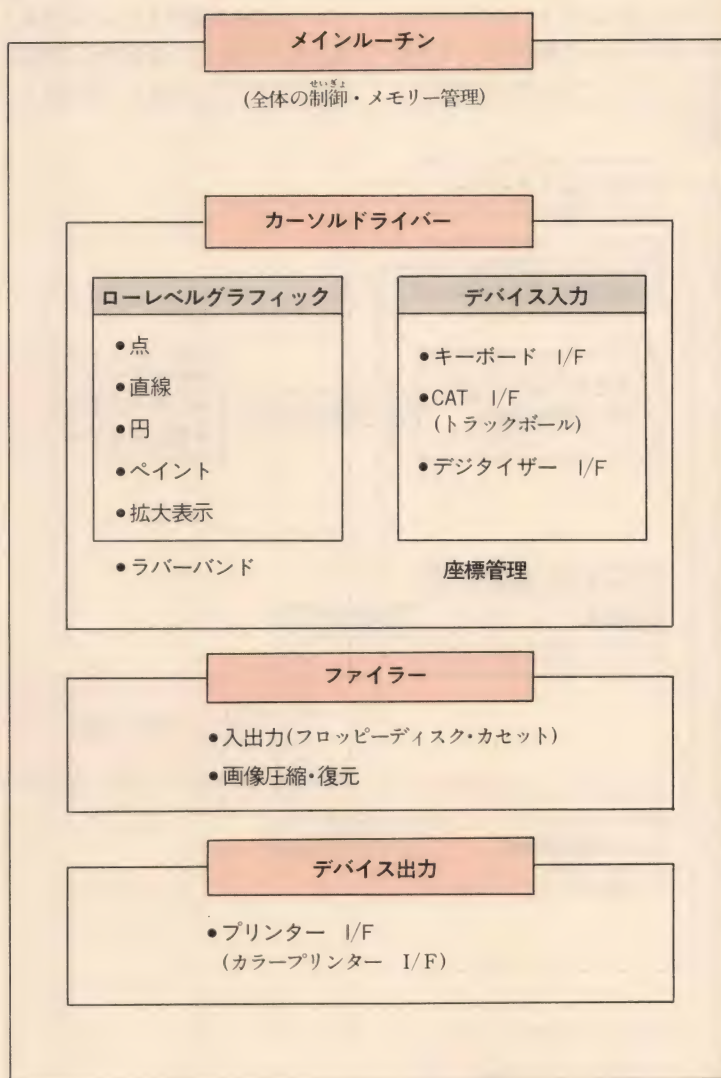 メインルーチン
(全体の制御・メモリー管理)
せいぎょ
カーソルドライバー
ローレベルグラフィック
●点
●直線
●円
●ペイント
●拡大表示
●ラバーバンド
デバイス入力
●キーボード I/F
●CAT I/F
(トラックボール)
●デジタイザー I/F
座標管理
ファイラー
●入出力(フロッピーディスク・カセット)
●画像圧縮・復元
デバイス出力
●プリンター I/F
(カラープリンター I/F)